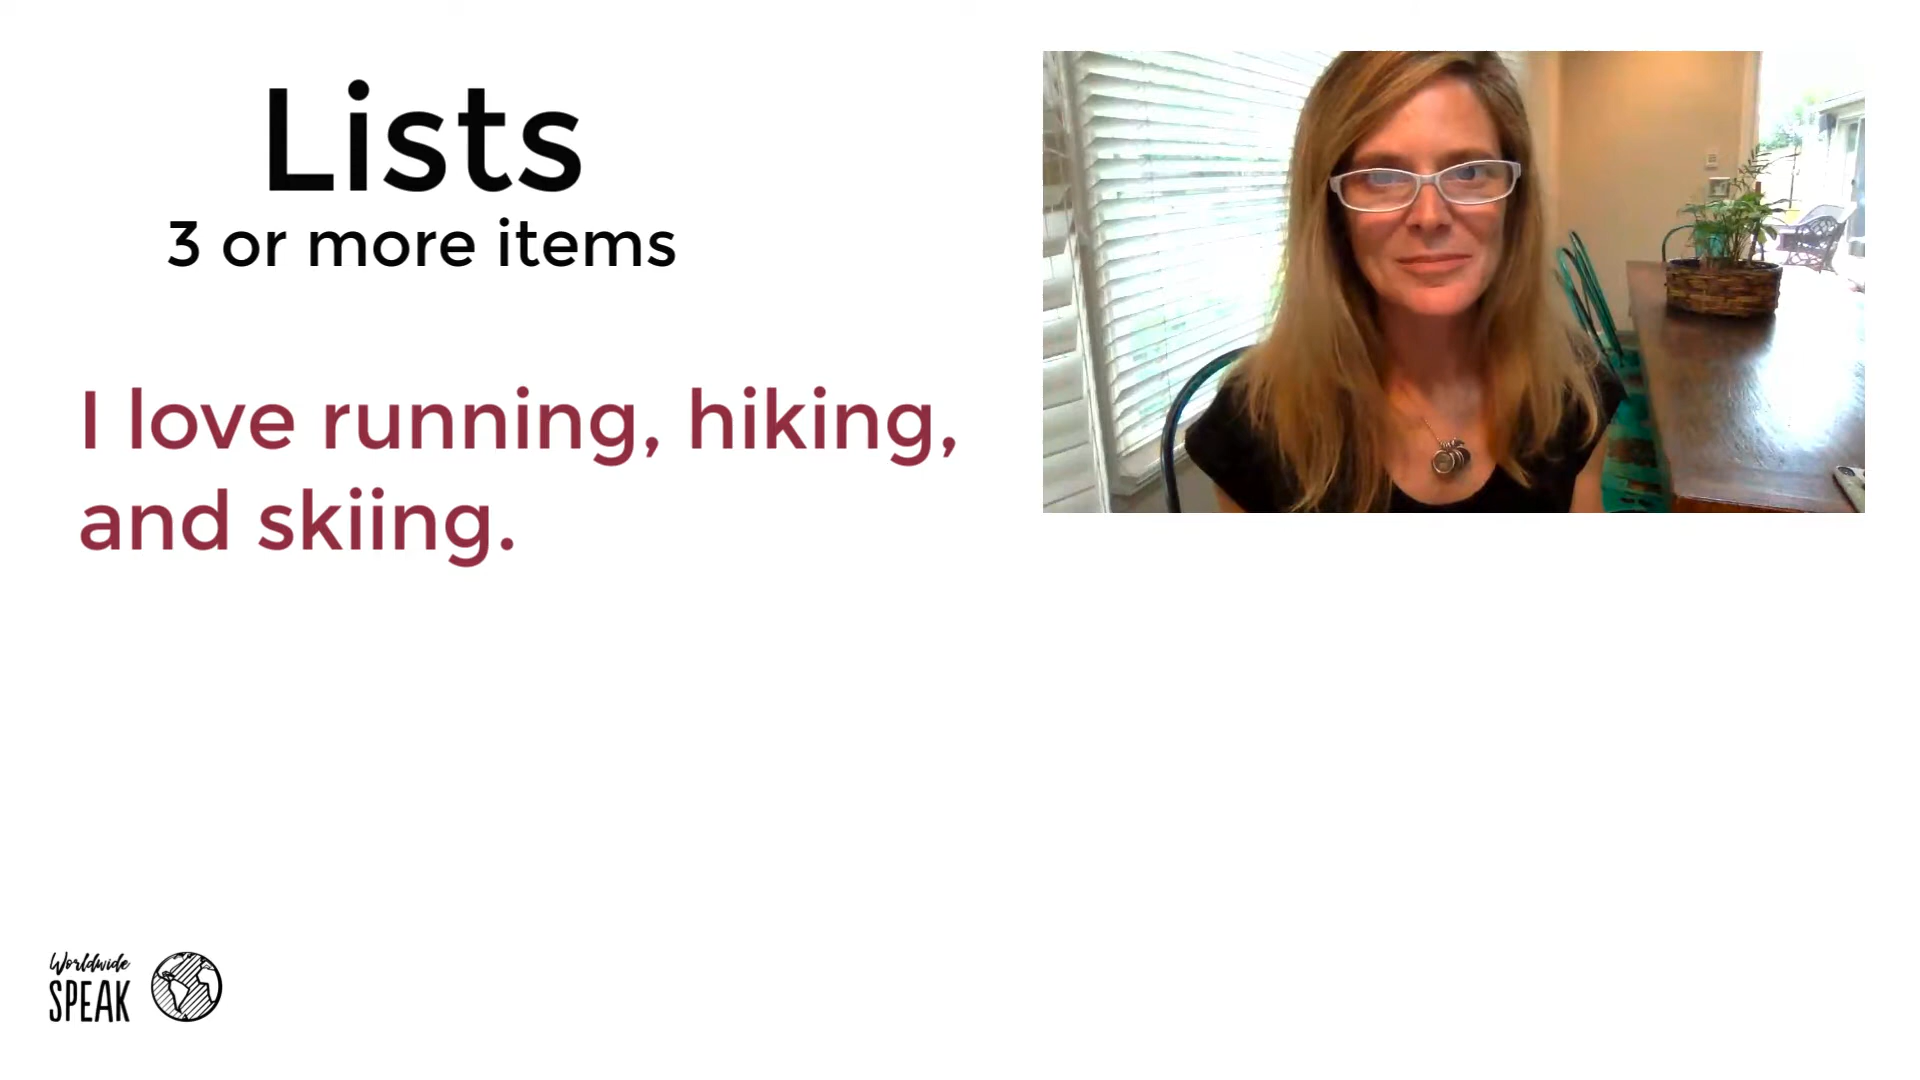 Lists
3 or more items
I love running, hiking,
and skiing.
Worldwide
SPEAK